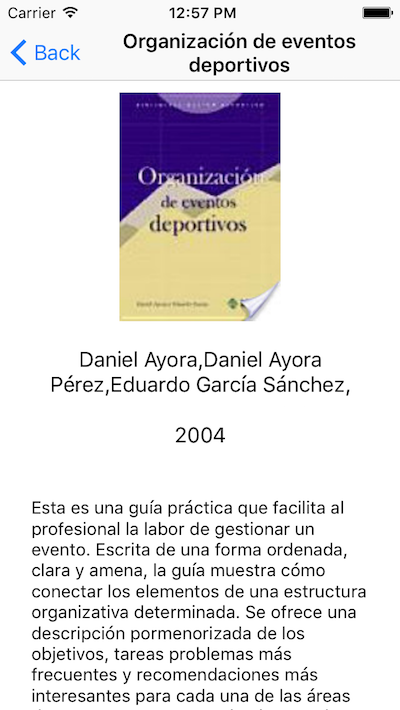 Carrier
12:57 PM
Back
Organización de eventos
deportivos
Organización
de eventos
deportivos
Daniel Ayora,Daniel Ayora
Pérez,Eduardo García Sánchez,
2004
Esta es una guía práctica que facilita al
profesional la labor de gestionar un
evento. Escrita de una forma ordenada,
clara y amena, la guía muestra cómo
conectar los elementos de una estructura
organizativa determinada. Se ofrece una
descripción pormenorizada de los
objetivos, tareas problemas más
frecuentes y recomendaciones más
interesantes para cada una de las áreas